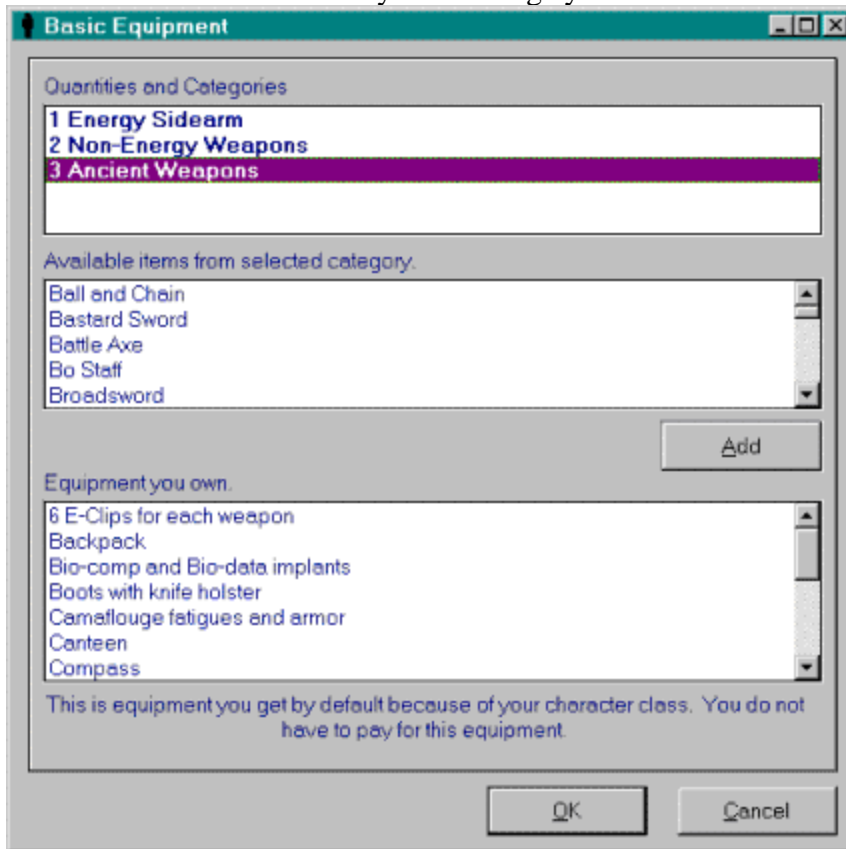 Basic Equipment
Quantities and Categories
1 Energy Sidearm
2 Non-Energy Weapons
3 Ancient Weapons
Available items from selected category.
Ball and Chain
Bastard Sword
Battle Axe
Bo Staff
Broadsword
Add
Equipment you own.
6 E-Clips for each weapon
Backpack
Bio-comp and Bio-data implants
Boots with knife holster
Camaflouge fatigues and armor
Canteen
Compass
This is equipment you get by default because of your character class. You do not
have to pay for this equipment.
OK
Cancel